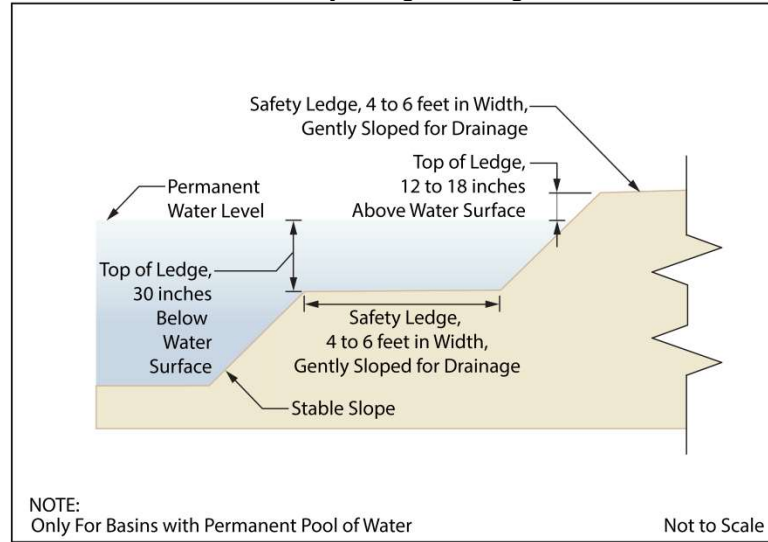 Safety Ledge, 4 to 6 feet in Width,
Gently Sloped for Drainage
Top of Ledge,
12 to 18 inches
Above Water Surface
Permanent
Water Level
Top of Ledge,
30 inches
Below
Water
Surface
Safety Ledge,
4 to 6 feet in Width,
Gently Sloped for Drainage
Stable Slope
NOTE:
Only For Basins with Permanent Pool of Water
Not to Scale